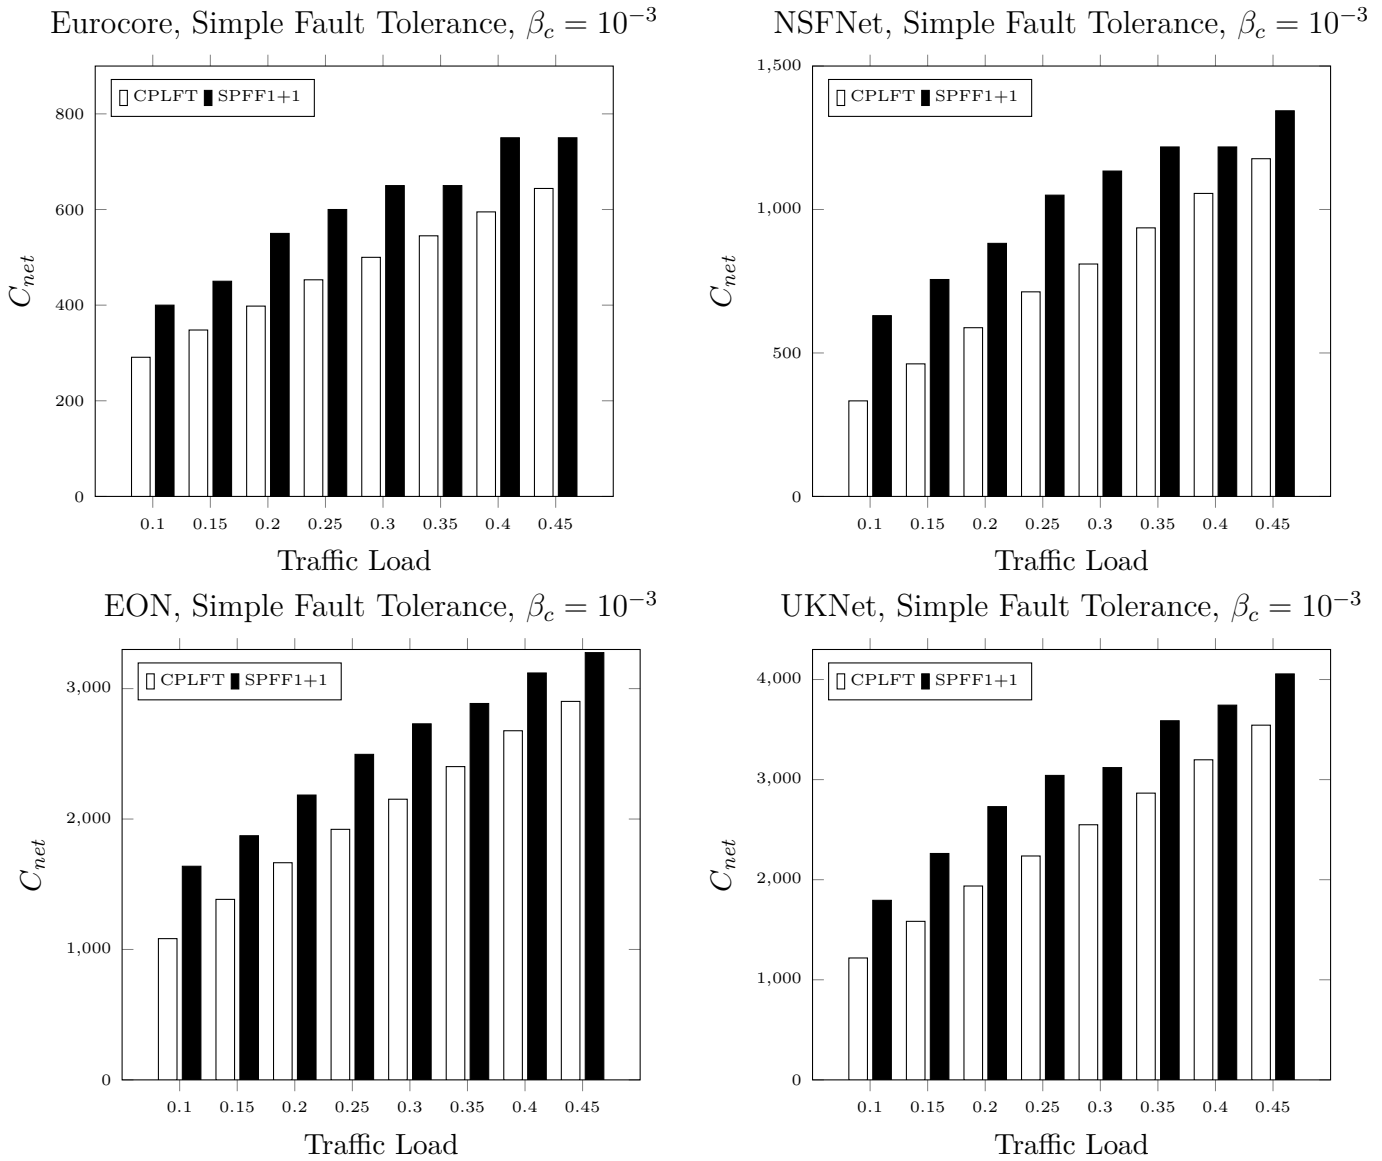 Eurocore, Simple Fault Tolerance, β_c = 10^−3
CPLFT SPFF1+1
800
600
400
200
0
C_net
0.1 0.15 0.2 0.25 0.3 0.35 0.4 0.45
Traffic Load
NSFNet, Simple Fault Tolerance, β_c = 10^−3
CPLFT SPFF1+1
1,500
1,000
500
0
C_net
0.1 0.15 0.2 0.25 0.3 0.35 0.4 0.45
Traffic Load
EON, Simple Fault Tolerance, β_c = 10^−3
CPLFT SPFF1+1
3,000
2,000
1,000
0
C_net
0.1 0.15 0.2 0.25 0.3 0.35 0.4 0.45
Traffic Load
UKNet, Simple Fault Tolerance, β_c = 10^−3
CPLFT SPFF1+1
4,000
3,000
2,000
1,000
0
C_net
0.1 0.15 0.2 0.25 0.3 0.35 0.4 0.45
Traffic Load